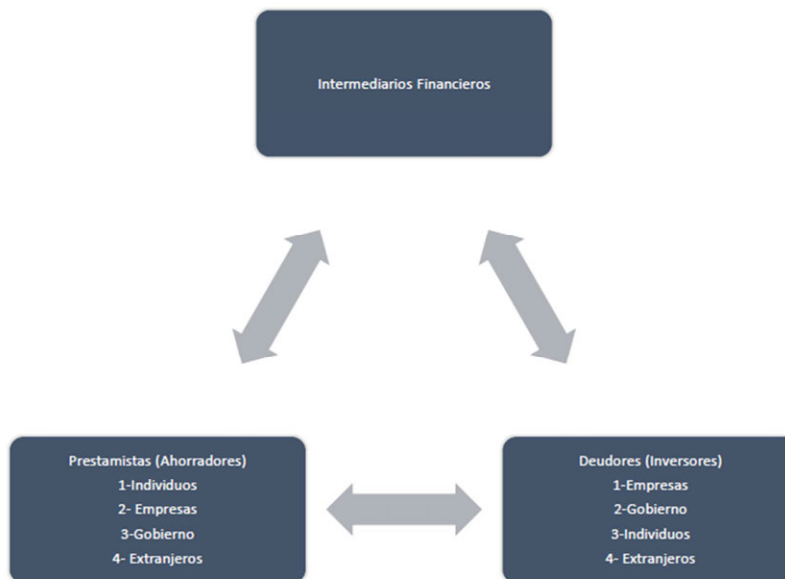 Intermediarios Financieros
Prestamistas (Ahorradores)
1-Individuos
2- Empresas
3-Gobierno
4- Extranjeros
Deudores (Inversores)
1-Empresas
2-Gobierno
3-Individuos
4- Extranjeros